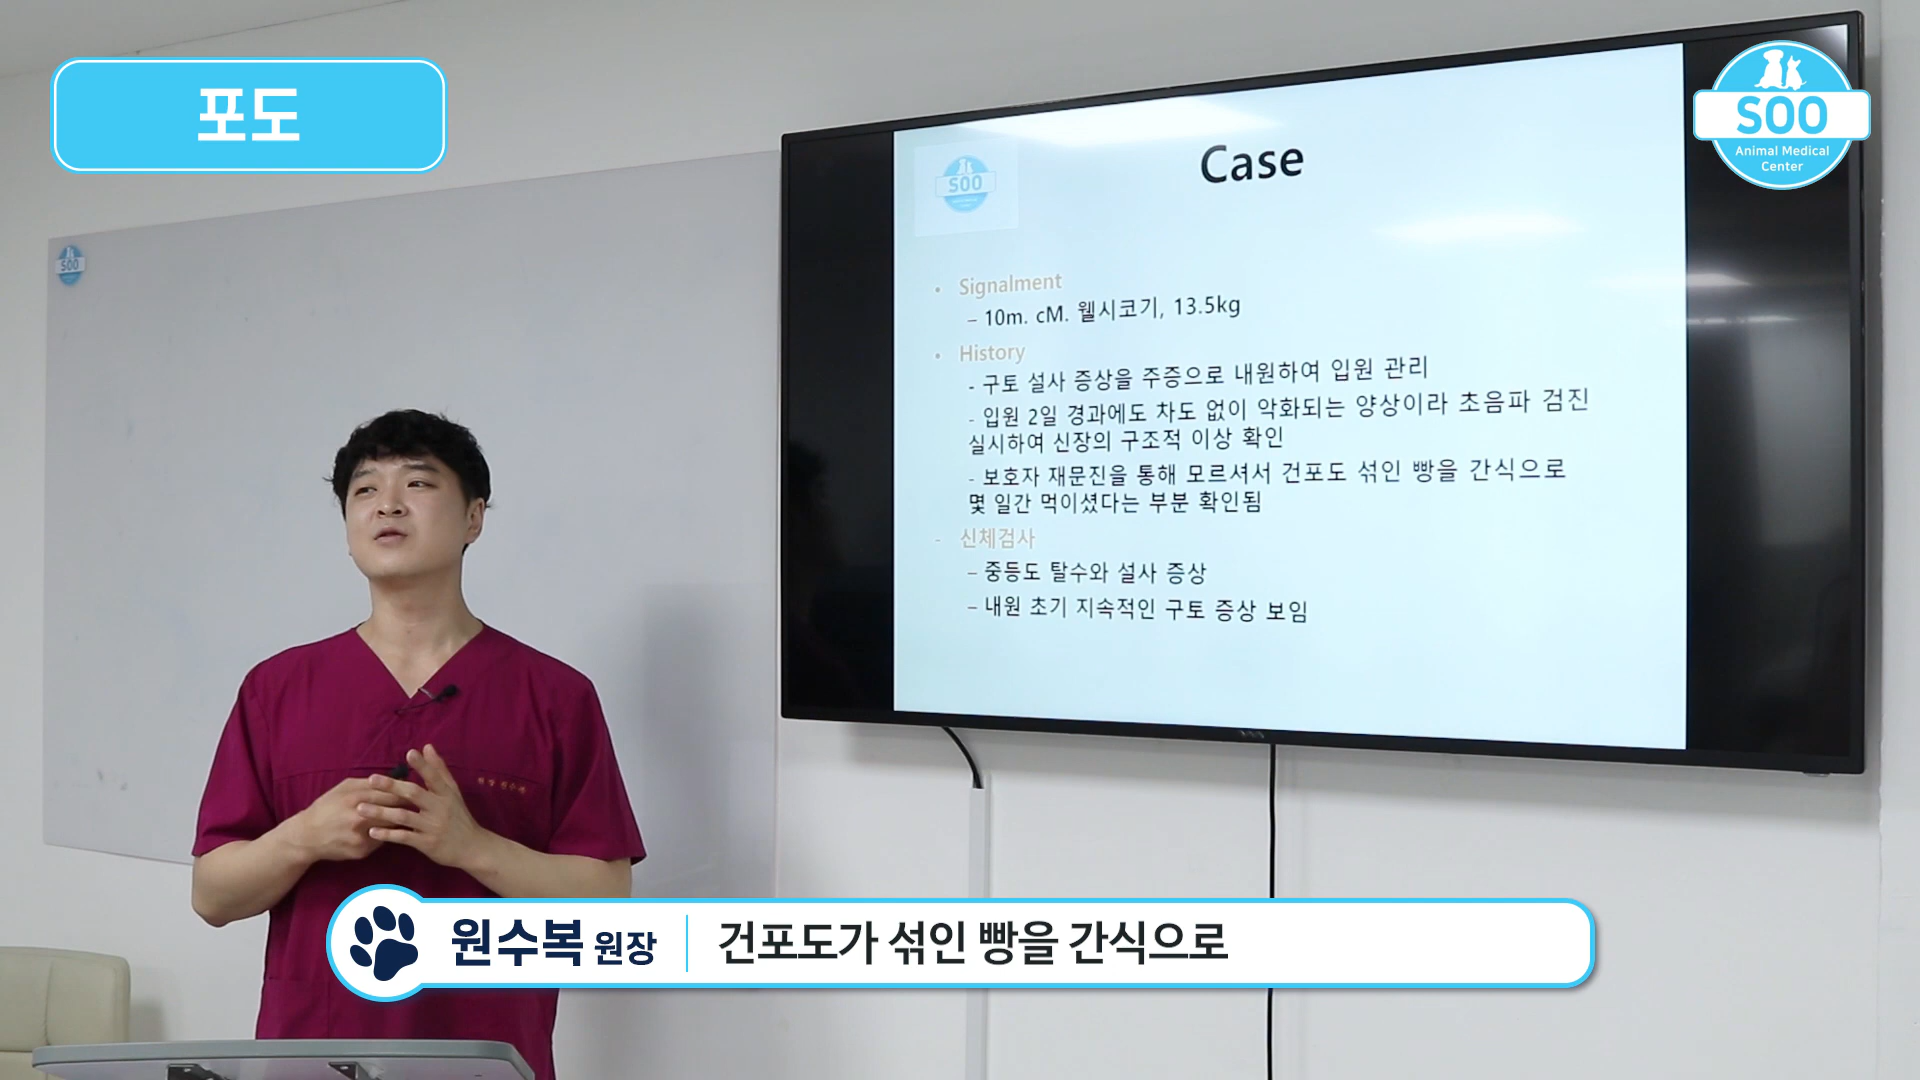 포도
SOO
Animal Medical
Center
SOO
SOO
Case
• Signalment
– 10m. cM. 웰시코기, 13.5kg
• History
- 구토 설사 증상을 주증으로 내원하여 입원 관리
- 입원 2일 경과에도 차도 없이 악화되는 양상이라 초음파 검진
실시하여 신장의 구조적 이상 확인
- 보호자 재문진을 통해 모르셔서 건포도 섞인 빵을 간식으로
몇 일간 먹이셨다는 부분 확인됨
- 신체검사
– 중등도 탈수와 설사 증상
– 내원 초기 지속적인 구토 증상 보임
원수복 원장
건포도가 섞인 빵을 간식으로